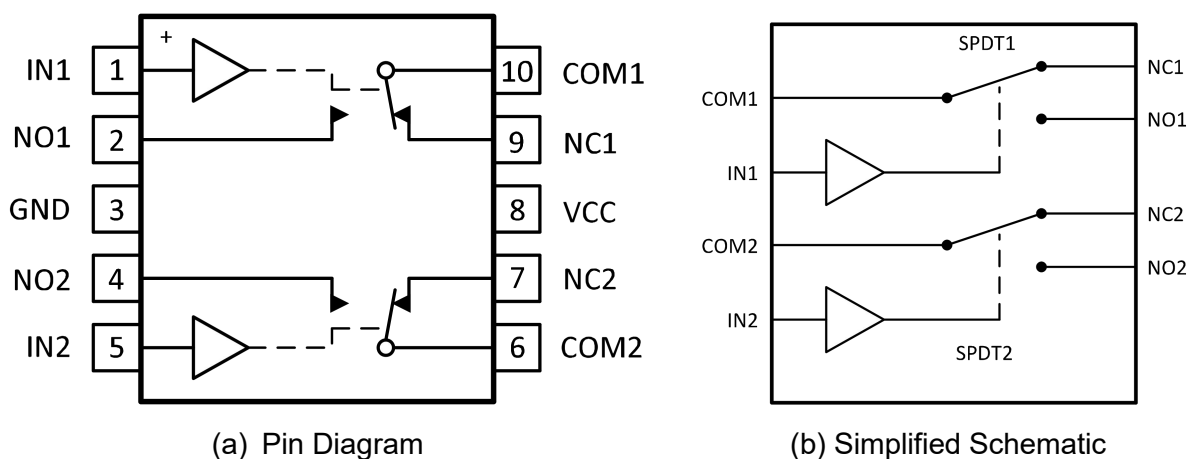 +
IN1 1 10 COM1
NO1 2 9 NC1
GND 3 8 VCC
NO2 4 7 NC2
IN2 5 6 COM2
(a) Pin Diagram
SPDT1
NC1
COM1
NO1
IN1
NC2
COM2
NO2
IN2
SPDT2
(b) Simplified Schematic